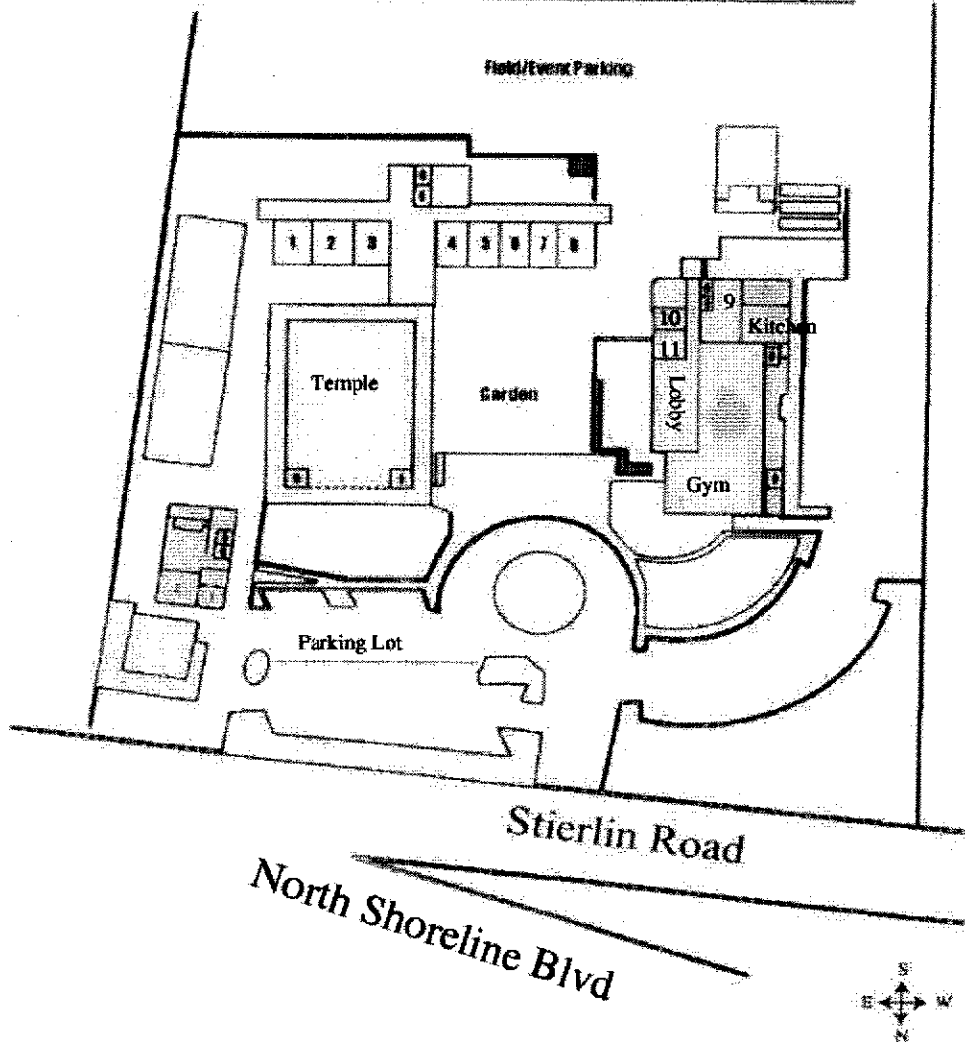 Field/Event Parking
1 2 3 4 5 6 7 8
9
10
Kitchen
11
Temple
Garden
Lobby
Gym
Parking Lot
Stierlin Road
North Shoreline Blvd
S
E W
N